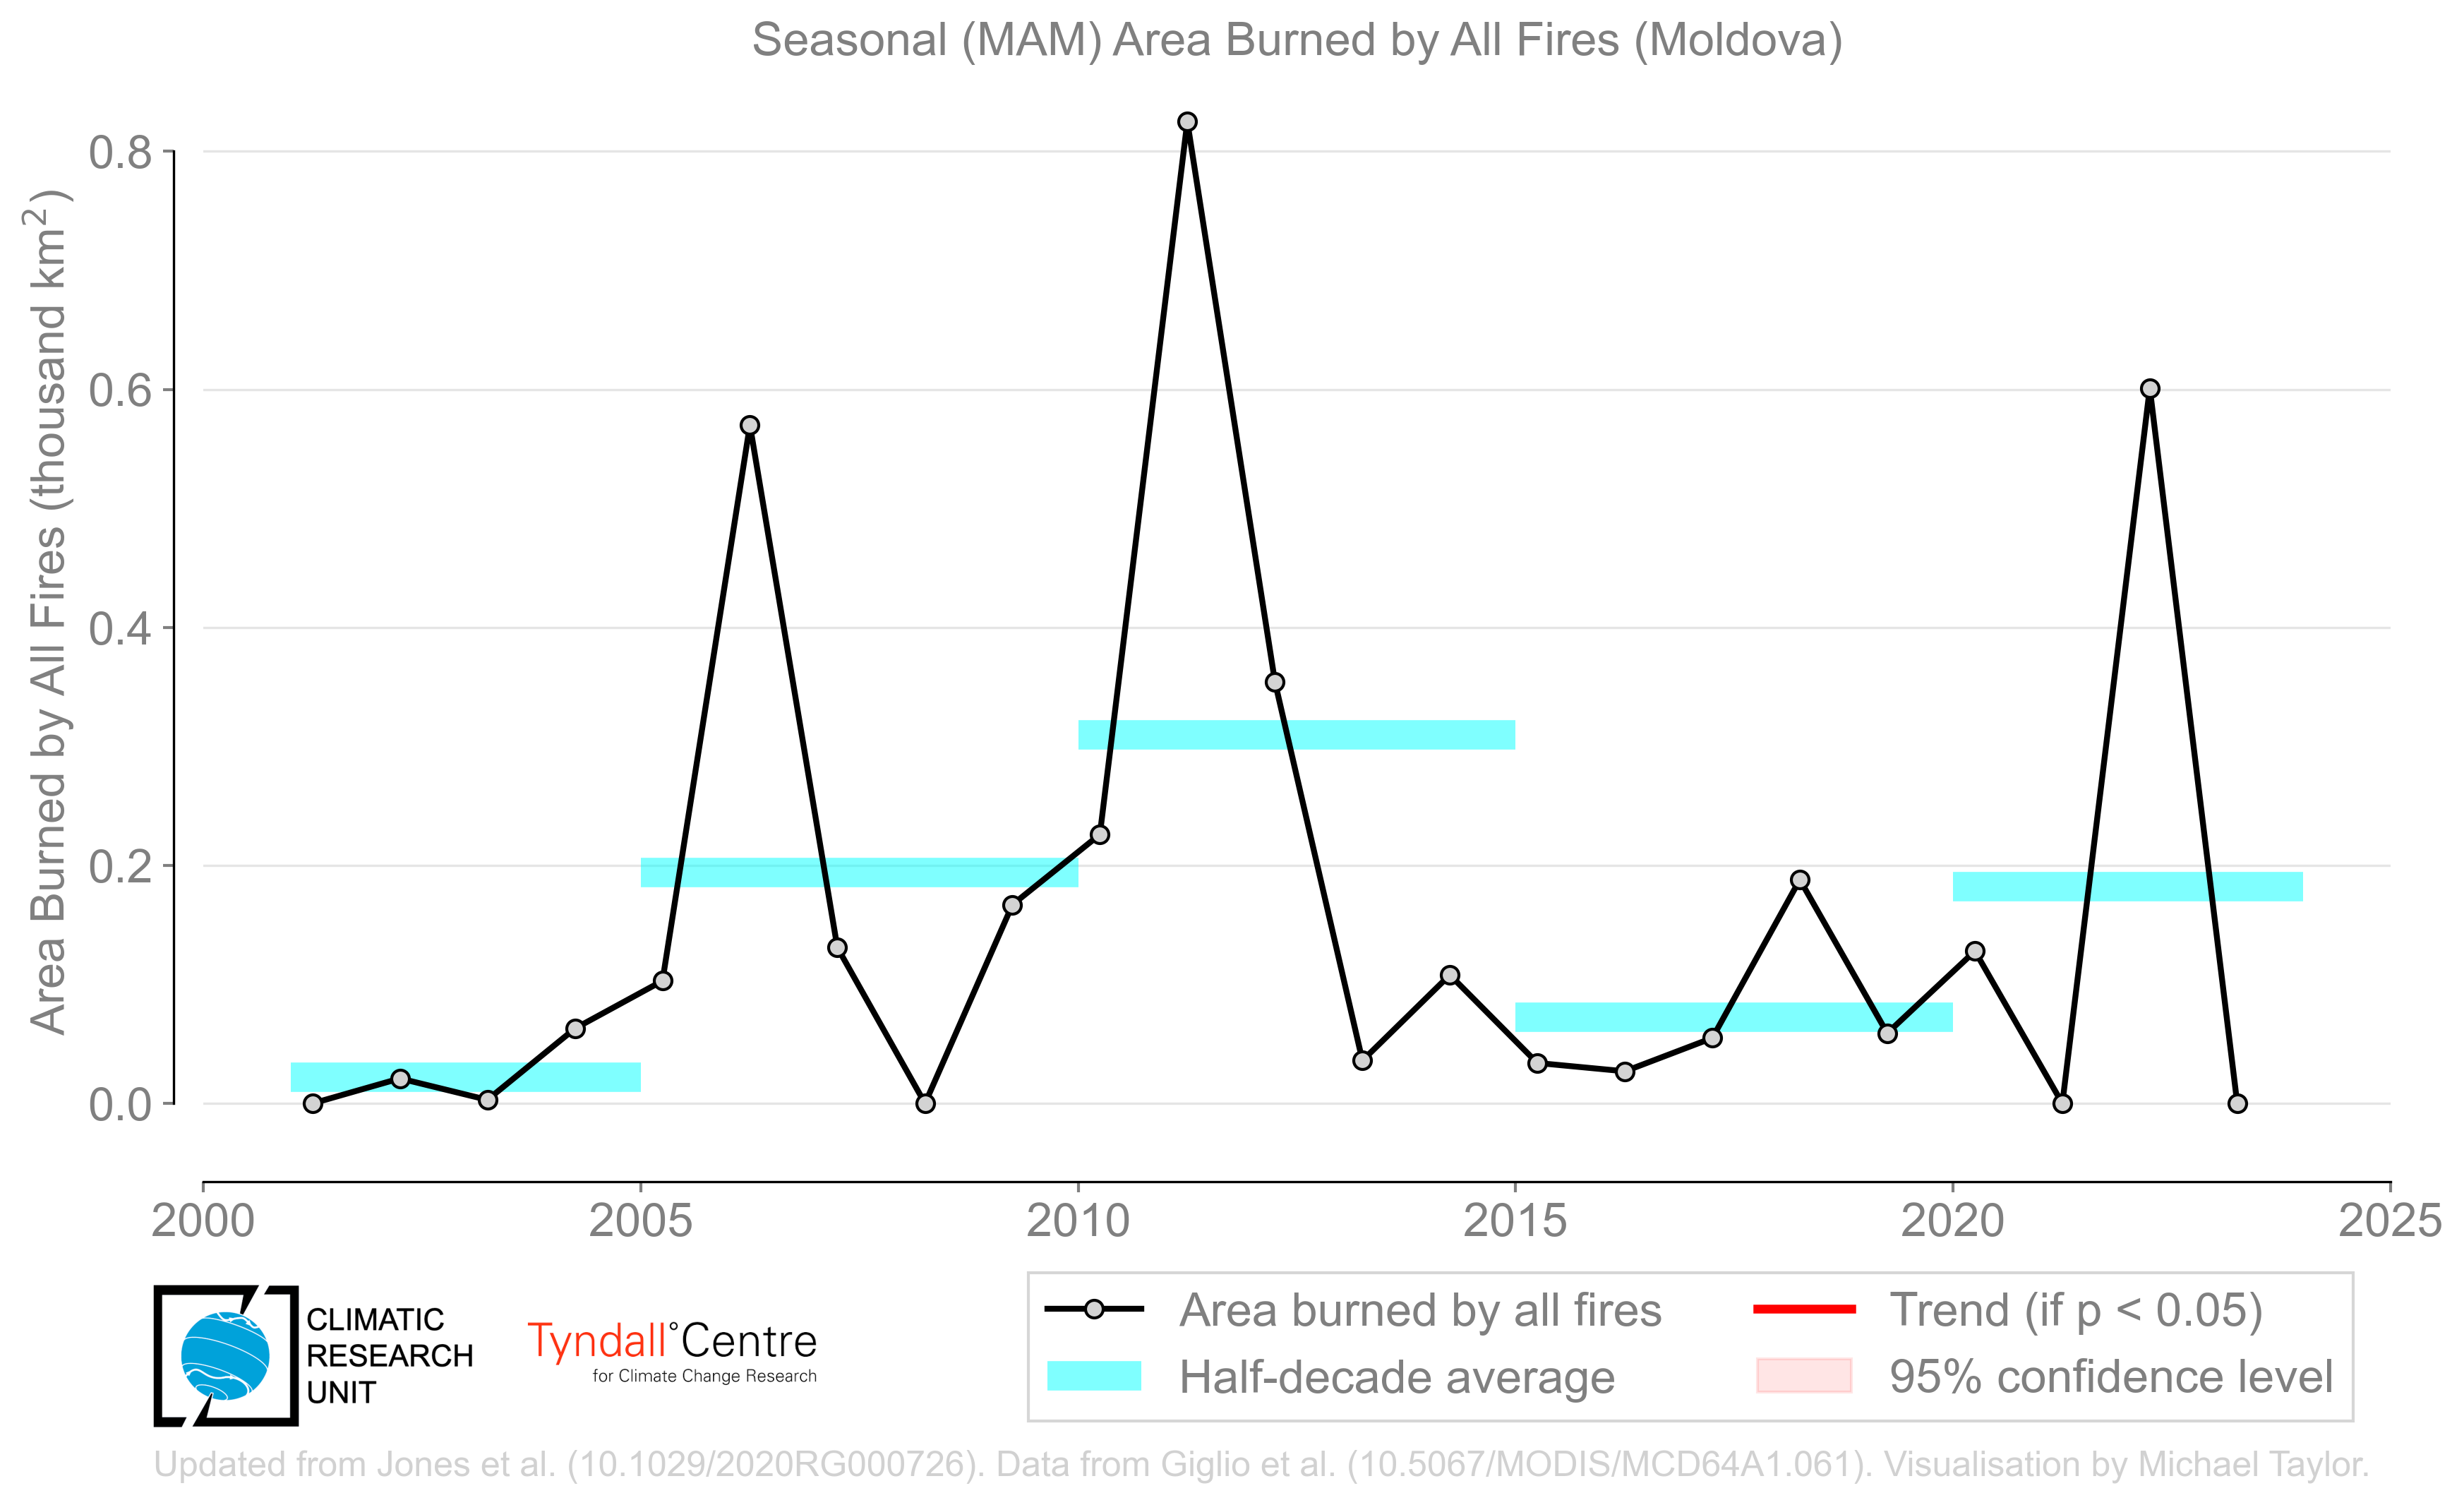 Seasonal (MAM) Area Burned by All Fires (Moldova)
Area Burned by All Fires (thousand km²)
0.8
0.6
0.4
0.2
0.0
2000 2005 2010 2015 2020 2025
CLIMATIC
RESEARCH
UNIT
Tyndall°Centre
for Climate Change Research
Area burned by all fires
Half-decade average
Trend (if p < 0.05)
95% confidence level
Updated from Jones et al. (10.1029/2020RG000726). Data from Giglio et al. (10.5067/MODIS/MCD64A1.061). Visualisation by Michael Taylor.